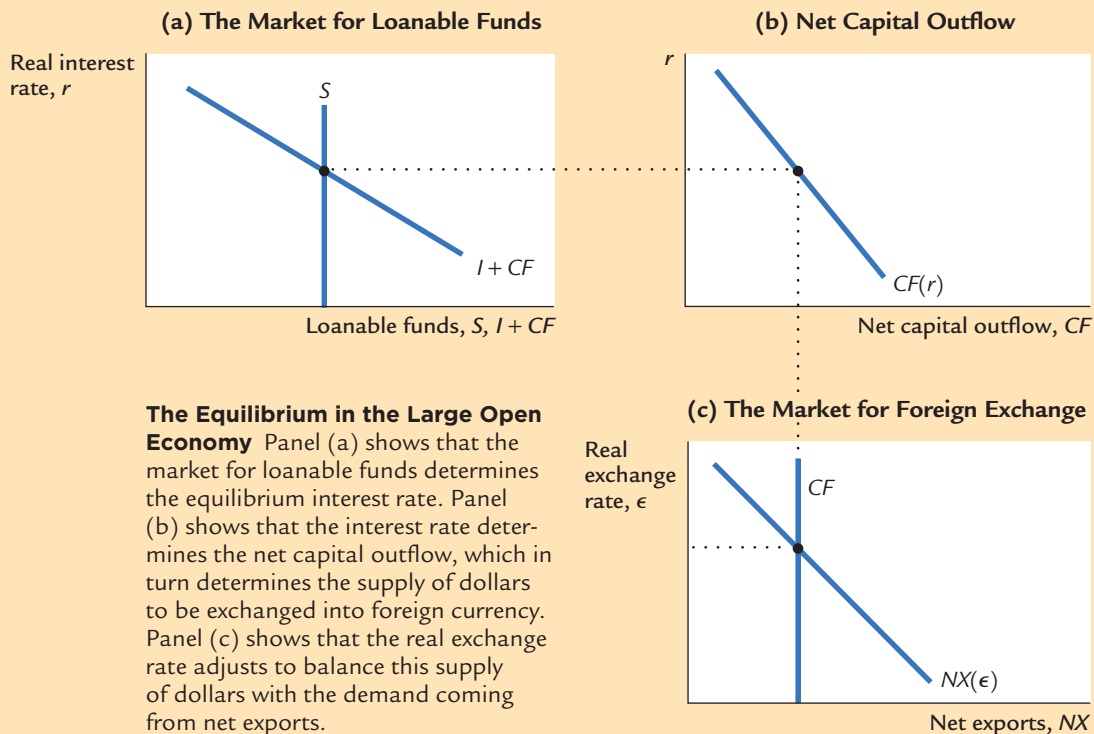 (a) The Market for Loanable Funds
Real interest
rate, r
S
I + CF
Loanable funds, S, I + CF
(b) Net Capital Outflow
r
CF(r)
Net capital outflow, CF
The Equilibrium in the Large Open
Economy Panel (a) shows that the
market for loanable funds determines
the equilibrium interest rate. Panel
(b) shows that the interest rate deter-
mines the net capital outflow, which in
turn determines the supply of dollars
to be exchanged into foreign currency.
Panel (c) shows that the real exchange
rate adjusts to balance this supply
of dollars with the demand coming
from net exports.
(c) The Market for Foreign Exchange
Real
exchange
rate, ϵ
CF
NX(ϵ)
Net exports, NX